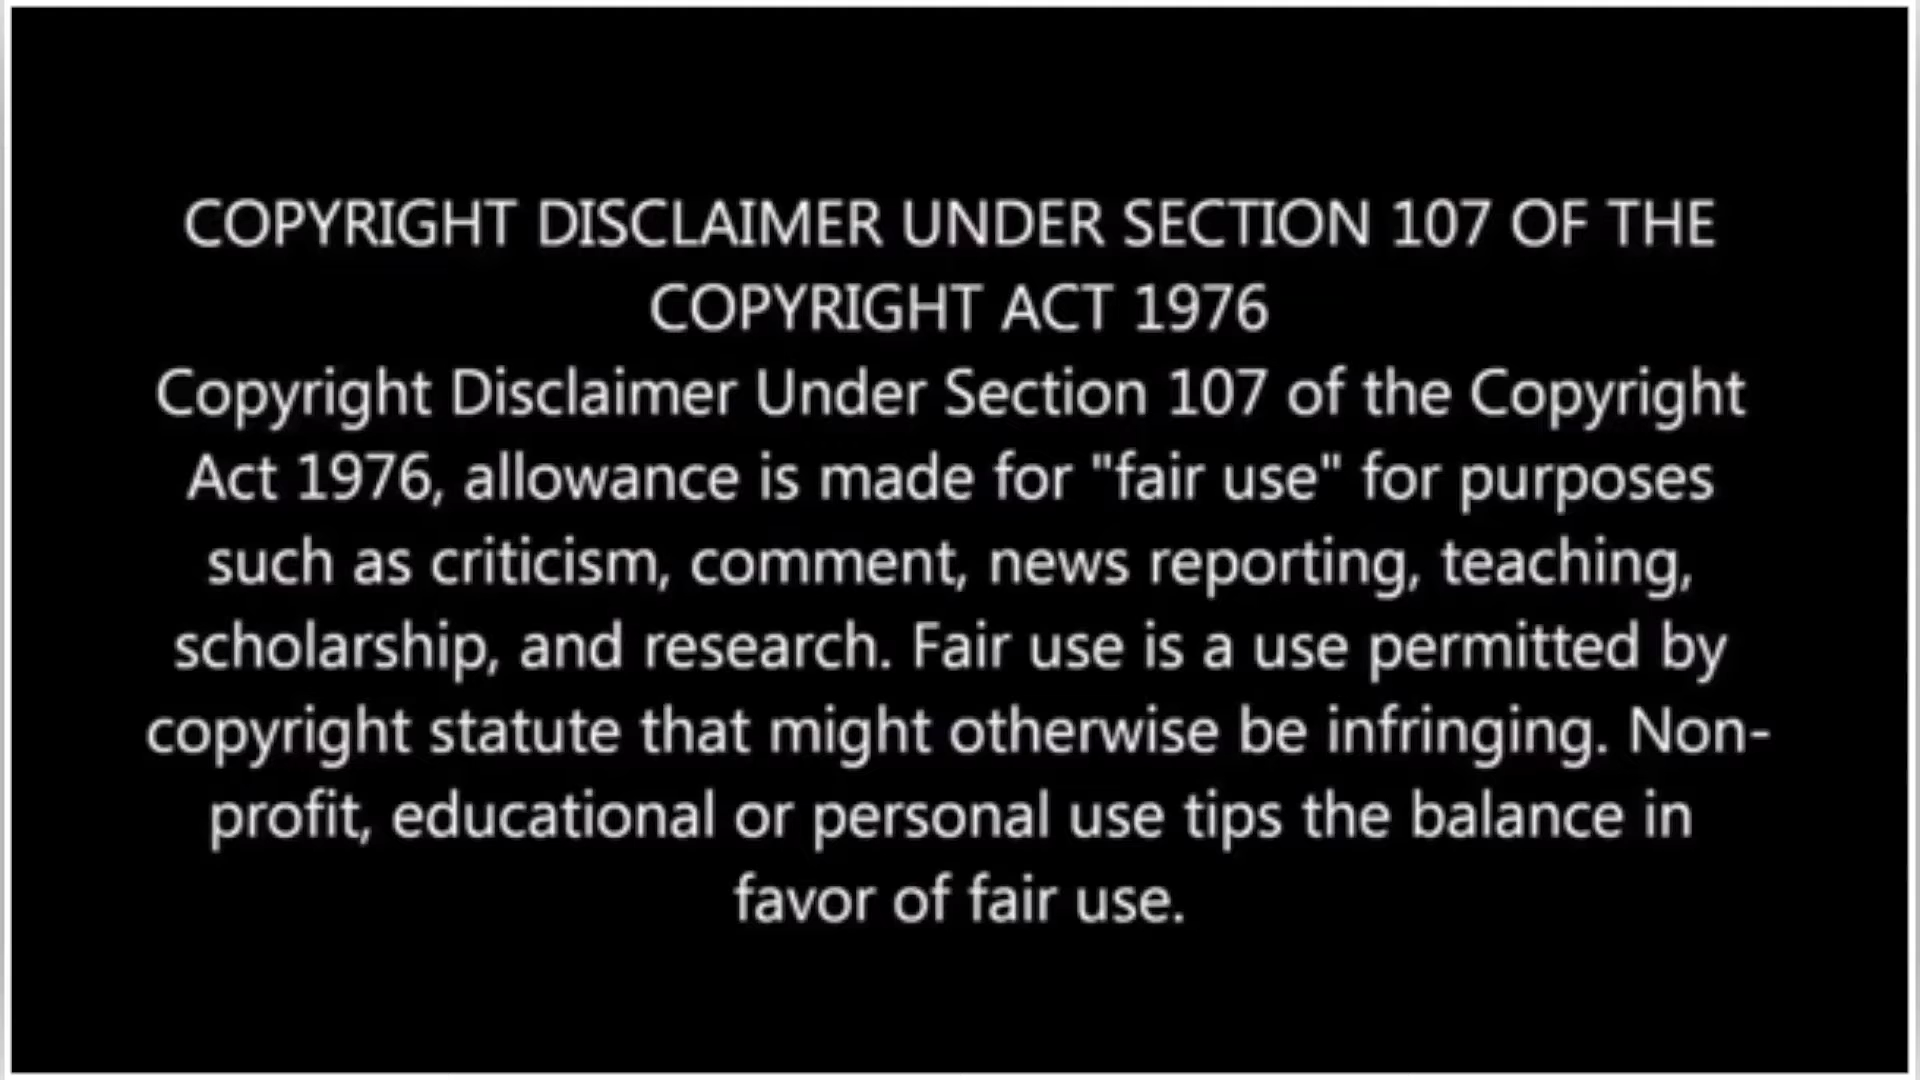 COPYRIGHT DISCLAIMER UNDER SECTION 107 OF THE
COPYRIGHT ACT 1976
Copyright Disclaimer Under Section 107 of the Copyright
Act 1976, allowance is made for "fair use" for purposes
such as criticism, comment, news reporting, teaching,
scholarship, and research. Fair use is a use permitted by
copyright statute that might otherwise be infringing. Non-
profit, educational or personal use tips the balance in
favor of fair use.